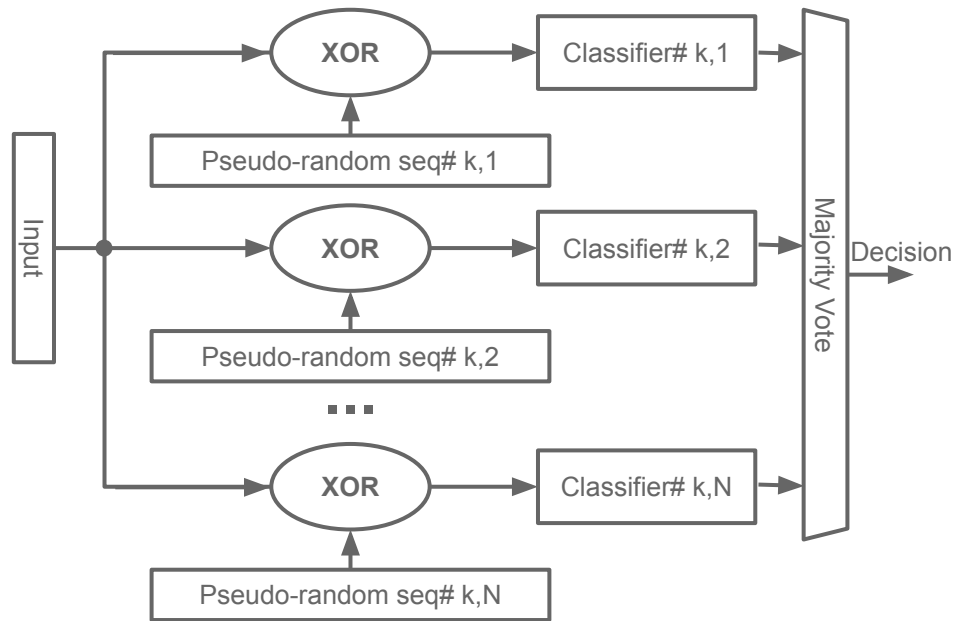 XOR
Classifier# k,1
Pseudo-random seq# k,1
Input
XOR
Classifier# k,2
Majority Vote
Decision
Pseudo-random seq# k,2
XOR
Classifier# k,N
Pseudo-random seq# k,N